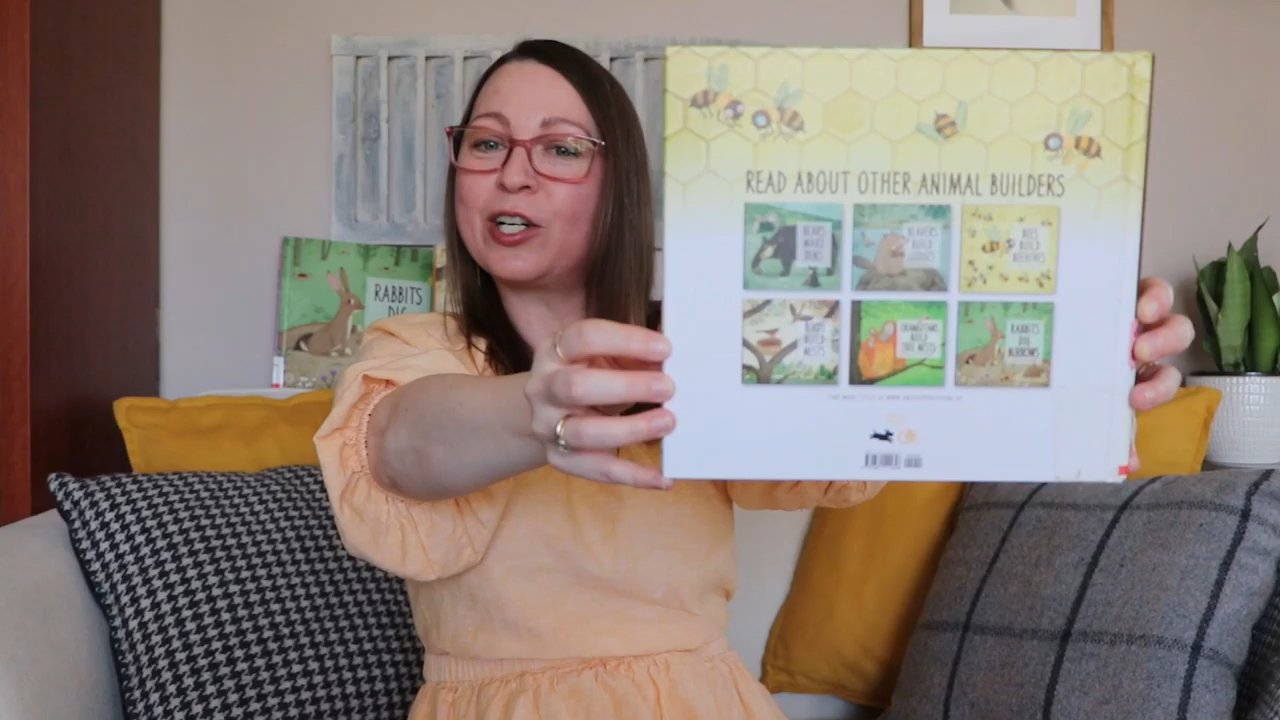 READ ABOUT OTHER ANIMAL BUILDERS
BEARS
MAKE
DENS
BEAVERS
BUILD
LODGES
BEES
BUILD
BEEHIVES
BIRDS
BUILD
NESTS
ORANGUTANS
BUILD
TREE NESTS
RABBITS
DIG
BURROWS
RABBITS
DIG